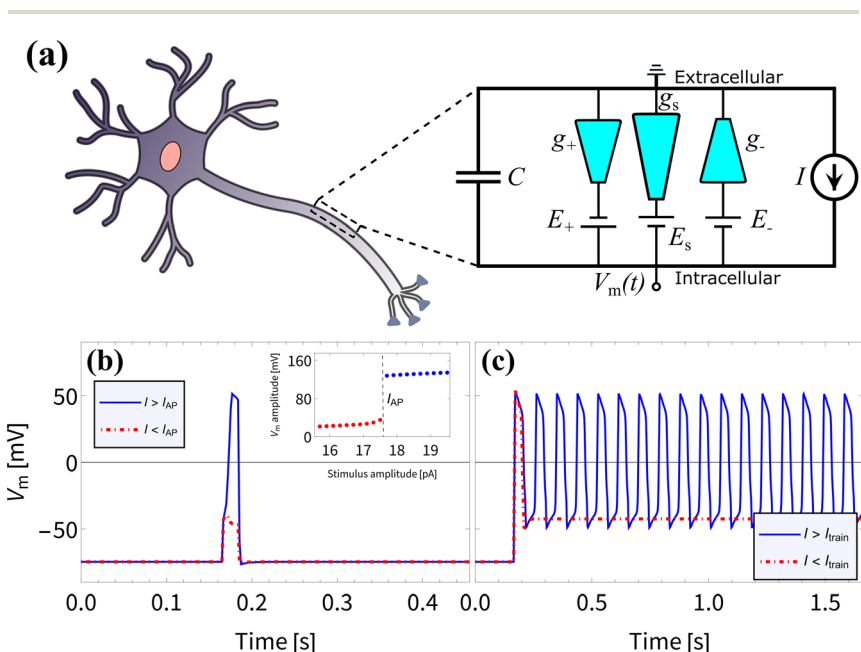 (a)
Extracellular
g_s
g_+
g_-
C
I
E_+
E_s
E_-
V_m(t)
Intracellular
(b)
I > I_AP
I < I_AP
V_m amplitude [mV]
160
80
0
I_AP
16 17 18 19
Stimulus amplitude [pA]
(c)
I > I_train
I < I_train
V_m [mV]
50
0
−50
0.0 0.1 0.2 0.3 0.4
0.0 0.5 1.0 1.5
Time [s]
Time [s]